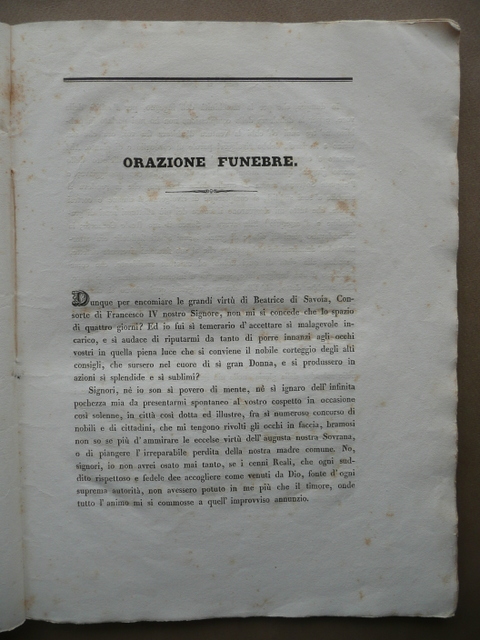 ORAZIONE FUNEBRE.
Dunque per encomiare le grandi virtù di Beatrice di Savoia, Con-
sorte di Francesco IV nostro Signore, non mi si concede che lo spazio
di quattro giorni? Ed io fui sì temerario d'accettare sì malagevole in-
carico, e sì audace di riputarmi da tanto di porre innanzi agli occhi
vostri in quella piena luce che si conviene il nobile corteggio degli alti
consigli, che sursero nel cuore di sì gran Donna, e si produssero in
azioni sì splendide e sì sublimi?
Signori, nè io son sì povero di mente, nè sì ignaro dell'infinita
pochezza mia da presentarmi spontaneo al vostro cospetto in occasione
così solenne, in città così dotta ed illustre, fra sì numeroso concorso di
nobili e di cittadini, che mi tengono rivolti gli occhi in faccia, bramosi
non so se più d'ammirare le eccelse virtù dell'augusta nostra Sovrana,
o di piangere l'irreparabile perdita della nostra madre comune. No,
signori, io non avrei osato mai tanto, se i cenni Reali, che ogni sud-
dito rispettoso e fedele dee accogliere come venuti da Dio, fonte d'ogni
suprema autorità, non avessero potuto in me più che il timore, onde
tutto l'animo mi si commosse a quell'improvviso annunzio.